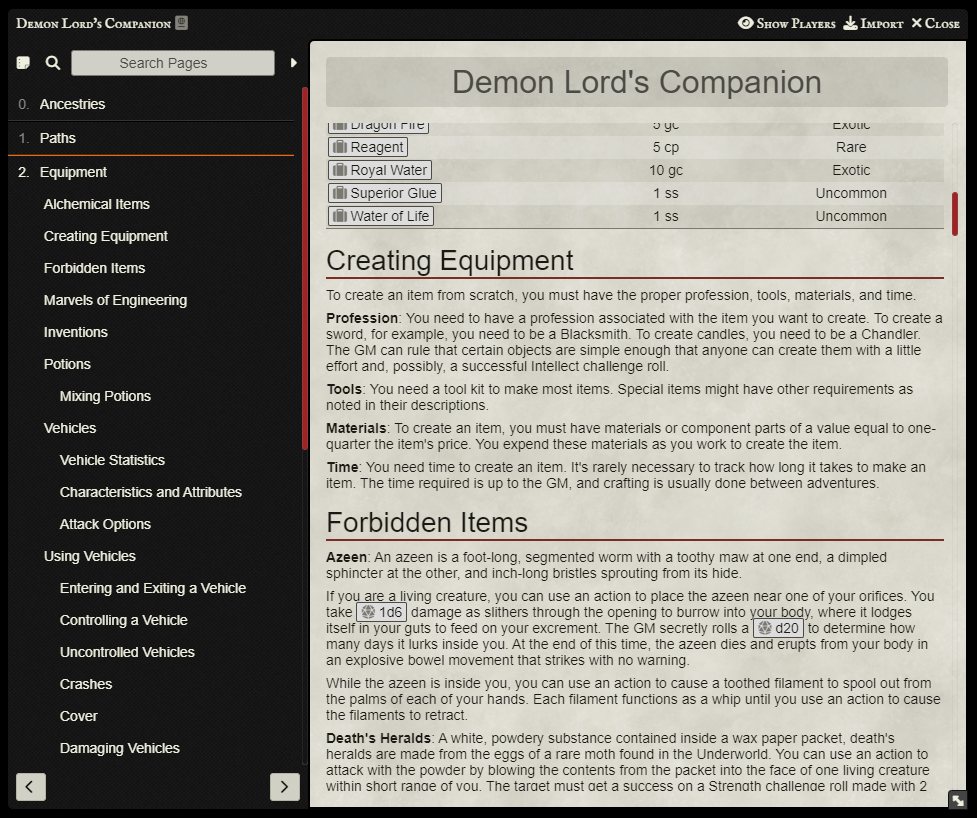 Demon Lord's Companion
Show Players
Import
Close
Search Pages
0. Ancestries
1. Paths
2. Equipment
Alchemical Items
Creating Equipment
Forbidden Items
Marvels of Engineering
Inventions
Potions
Mixing Potions
Vehicles
Vehicle Statistics
Characteristics and Attributes
Attack Options
Using Vehicles
Entering and Exiting a Vehicle
Controlling a Vehicle
Uncontrolled Vehicles
Crashes
Cover
Damaging Vehicles
Demon Lord's Companion
Dragon Fire 5 gc Exotic
Reagent 5 cp Rare
Royal Water 10 gc Exotic
Superior Glue 1 ss Uncommon
Water of Life 1 ss Uncommon
Creating Equipment
To create an item from scratch, you must have the proper profession, tools, materials, and time.
Profession: You need to have a profession associated with the item you want to create. To create a
sword, for example, you need to be a Blacksmith. To create candles, you need to be a Chandler.
The GM can rule that certain objects are simple enough that anyone can create them with a little
effort and, possibly, a successful Intellect challenge roll.
Tools: You need a tool kit to make most items. Special items might have other requirements as
noted in their descriptions.
Materials: To create an item, you must have materials or component parts of a value equal to one-
quarter the item's price. You expend these materials as you work to create the item.
Time: You need time to create an item. It's rarely necessary to track how long it takes to make an
item. The time required is up to the GM, and crafting is usually done between adventures.
Forbidden Items
Azeen: An azeen is a foot-long, segmented worm with a toothy maw at one end, a dimpled
sphincter at the other, and inch-long bristles sprouting from its hide.
If you are a living creature, you can use an action to place the azeen near one of your orifices. You
take 1d6 damage as slithers through the opening to burrow into your body, where it lodges
itself in your guts to feed on your excrement. The GM secretly rolls a d20 to determine how
many days it lurks inside you. At the end of this time, the azeen dies and erupts from your body in
an explosive bowel movement that strikes with no warning.
While the azeen is inside you, you can use an action to cause a toothed filament to spool out from
the palms of each of your hands. Each filament functions as a whip until you use an action to cause
the filaments to retract.
Death's Heralds: A white, powdery substance contained inside a wax paper packet, death's
heralds are made from the eggs of a rare moth found in the Underworld. You can use an action to
attack with the powder by blowing the contents from the packet into the face of one living creature
within short range of you. The target must get a success on a Strength challenge roll made with 2